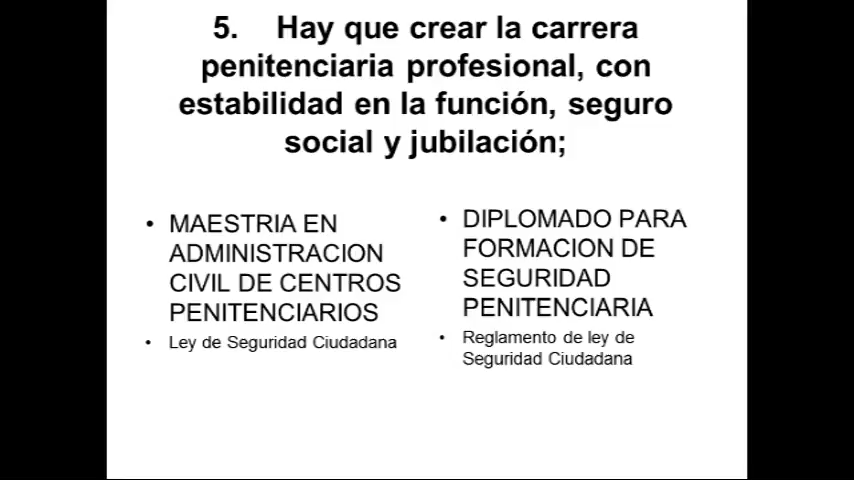 5. Hay que crear la carrera
penitenciaria profesional, con
estabilidad en la función, seguro
social y jubilación;
• MAESTRIA EN
ADMINISTRACION
CIVIL DE CENTROS
PENITENCIARIOS
• Ley de Seguridad Ciudadana
• DIPLOMADO PARA
FORMACION DE
SEGURIDAD
PENITENCIARIA
• Reglamento de ley de
Seguridad Ciudadana